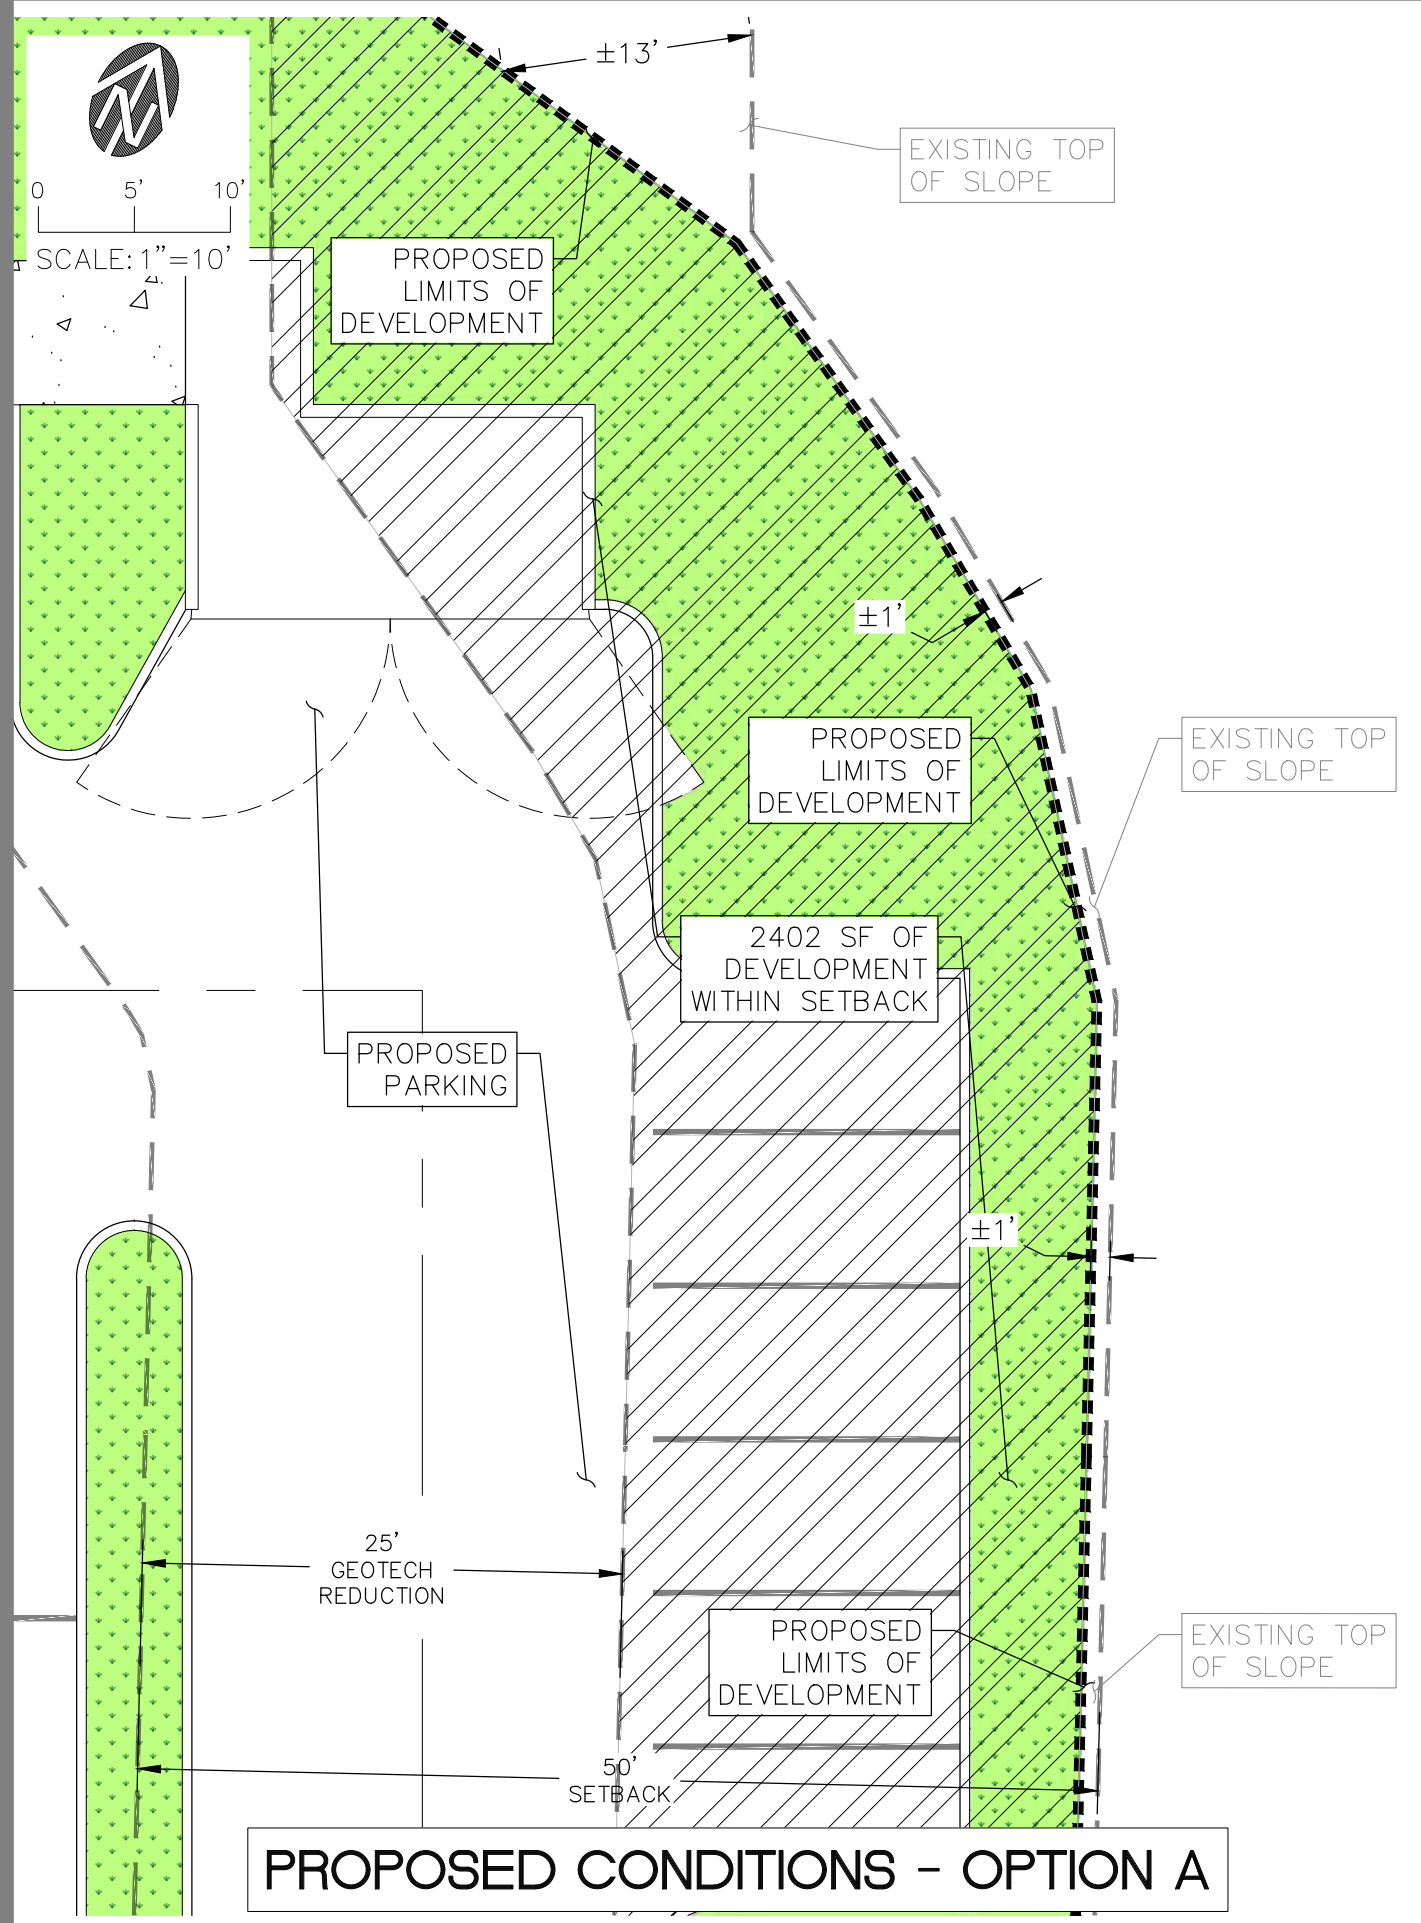 ±13'
EXISTING TOP
OF SLOPE
0 5' 10'
SCALE: 1"=10'
PROPOSED
LIMITS OF
DEVELOPMENT
±1'
PROPOSED
LIMITS OF
DEVELOPMENT
EXISTING TOP
OF SLOPE
2402 SF OF
DEVELOPMENT
WITHIN SETBACK
PROPOSED
PARKING
±1'
25'
GEOTECH
REDUCTION
PROPOSED
LIMITS OF
DEVELOPMENT
EXISTING TOP
OF SLOPE
50'
SETBACK
PROPOSED CONDITIONS - OPTION A